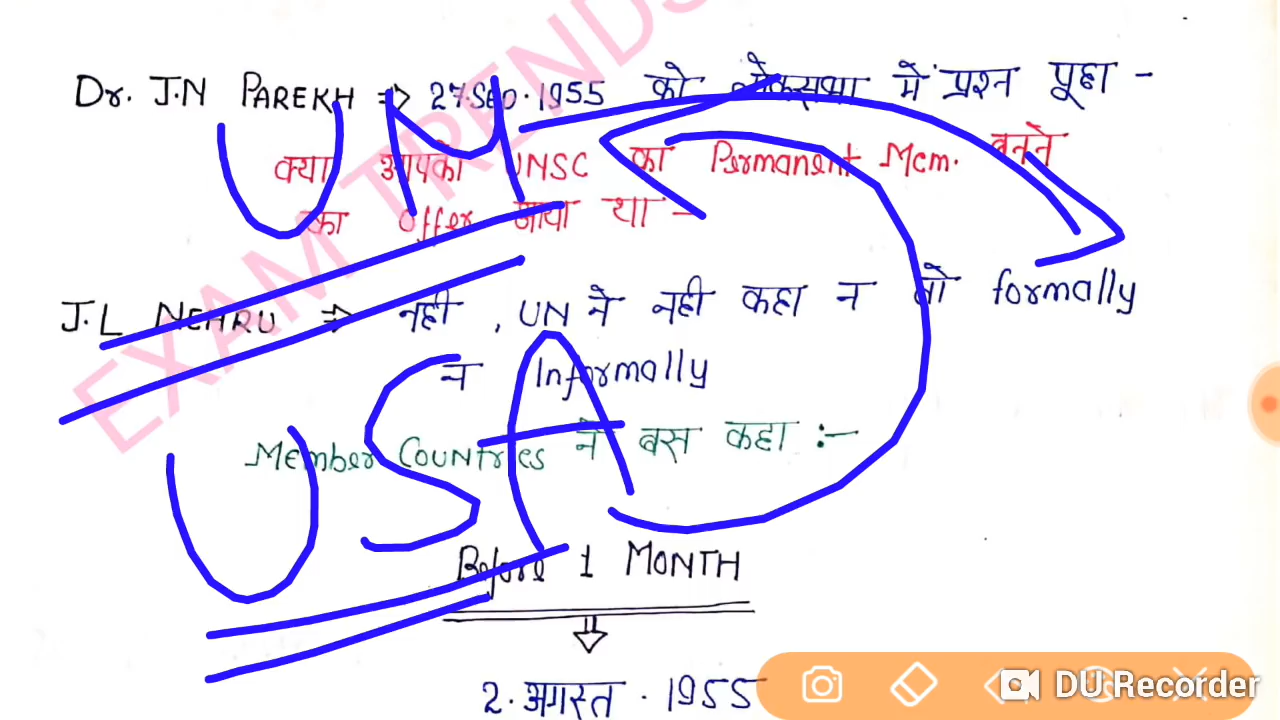 Dr. J.N PAREKH => 27.Sep.1955 को लोकसभा में प्रश्न पूछा -
क्या आपको UNSC का Permanent Mem. बनने
का offer आया था -
J.L NEHRU => नही , UN ने नही कहा न तो formally
न Informally
Member Countries ने बस कहा :-
Before 1 MONTH
2. अगस्त . 1955
UN
USA
EXAM TRENDS
DU Recorder